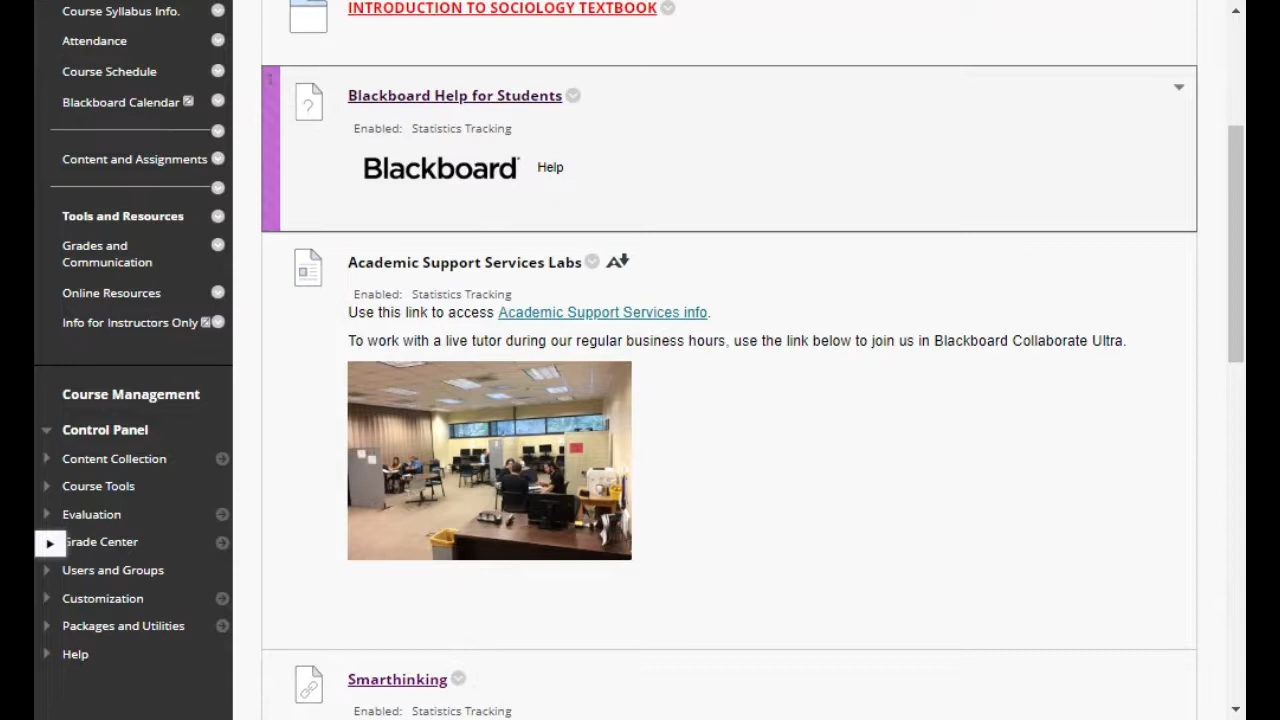 Course Syllabus Info.
Attendance
Course Schedule
Blackboard Calendar
Content and Assignments
Tools and Resources
Grades and
Communication
Online Resources
Info for Instructors Only
Course Management
Control Panel
Content Collection
Course Tools
Evaluation
Grade Center
Users and Groups
Customization
Packages and Utilities
Help
INTRODUCTION TO SOCIOLOGY TEXTBOOK
Blackboard Help for Students
Enabled: Statistics Tracking
Blackboard Help
Academic Support Services Labs
Enabled: Statistics Tracking
Use this link to access Academic Support Services info.
To work with a live tutor during our regular business hours, use the link below to join us in Blackboard Collaborate Ultra.
Smarthinking
Enabled: Statistics Tracking